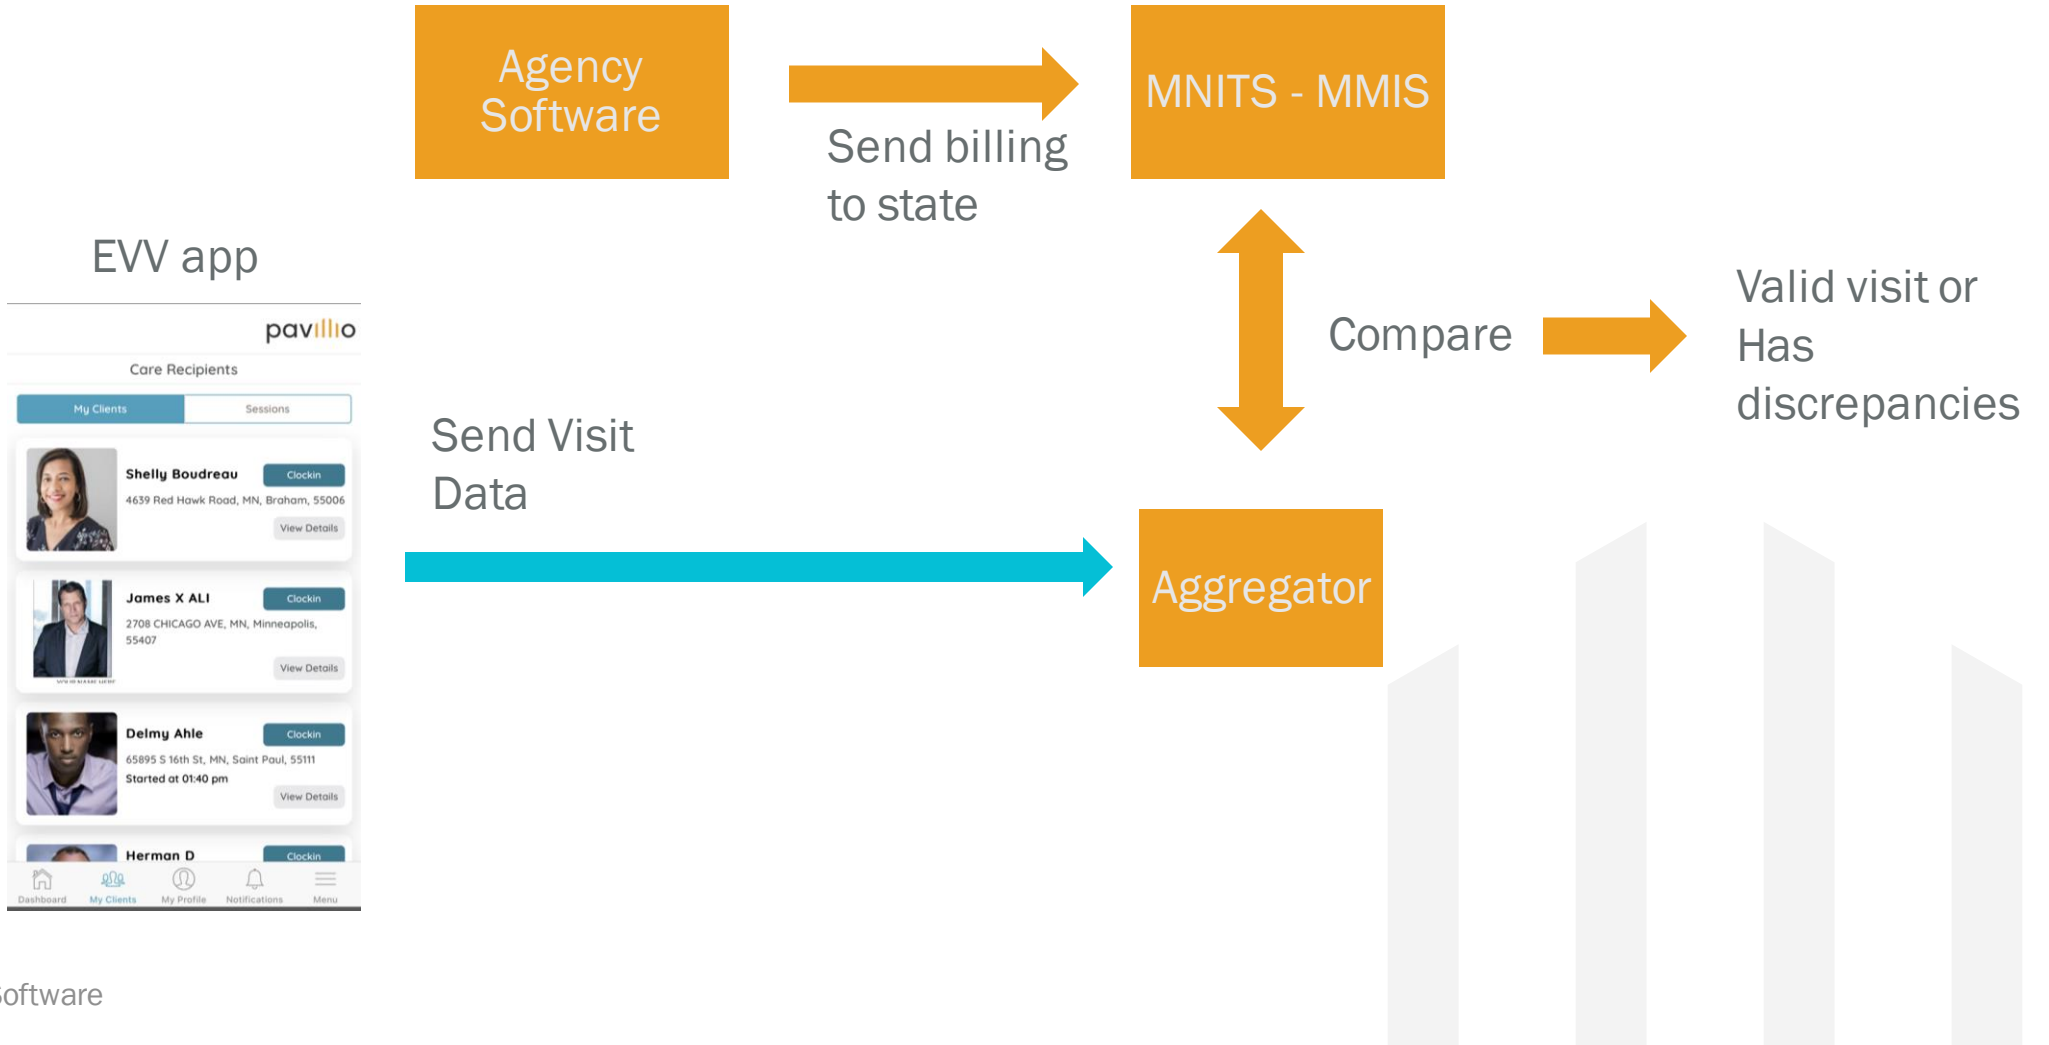 Agency
Software
MNITS - MMIS
Send billing
to state
EVV app
Valid visit or
Has
discrepancies
Compare
pavillio
Care Recipients
My Clients
Sessions
Send Visit
Data
Shelly Boudreau
Clockin
4639 Red Hawk Road, MN, Braham, 55006
View Details
Aggregator
James X ALI
Clockin
2708 CHICAGO AVE, MN, Minneapolis,
55407
View Details
YOUR NAME HERE
Delmy Ahle
Clockin
65895 S 16th St, MN, Saint Paul, 55111
Started at 01:40 pm
View Details
Herman D
Clockin
Dashboard
My Clients
My Profile
Notifications
Menu
oftware